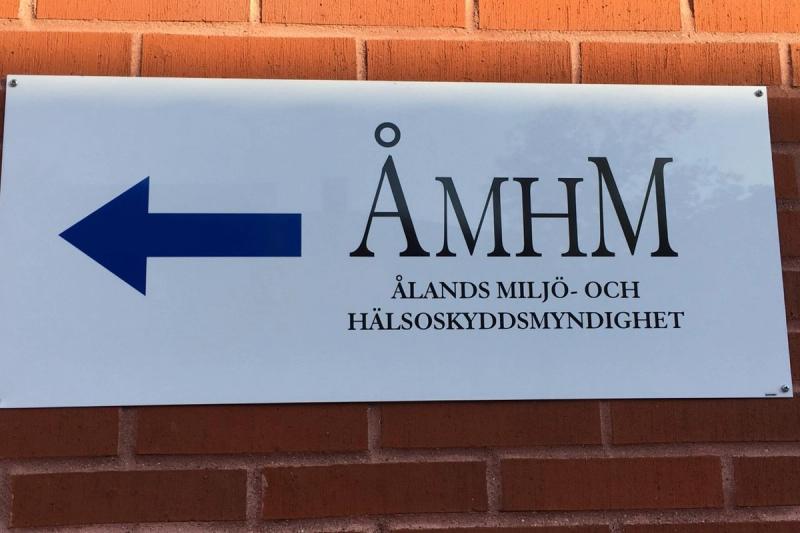 ÅMHM
ÅLANDS MILJÖ- OCH
HÄLSOSKYDDSMYNDIGHET